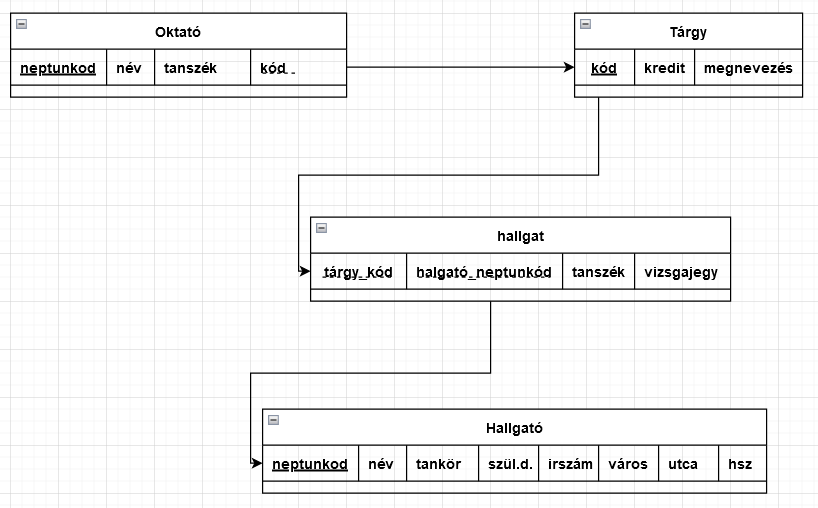 Oktató
neptunkod név tanszék kód
Tárgy
kód kredit megnevezés
hallgat
tárgy_kód halgató_neptunkód tanszék vizsgajegy
Hallgató
neptunkod név tankör szül.d. irszám város utca hsz